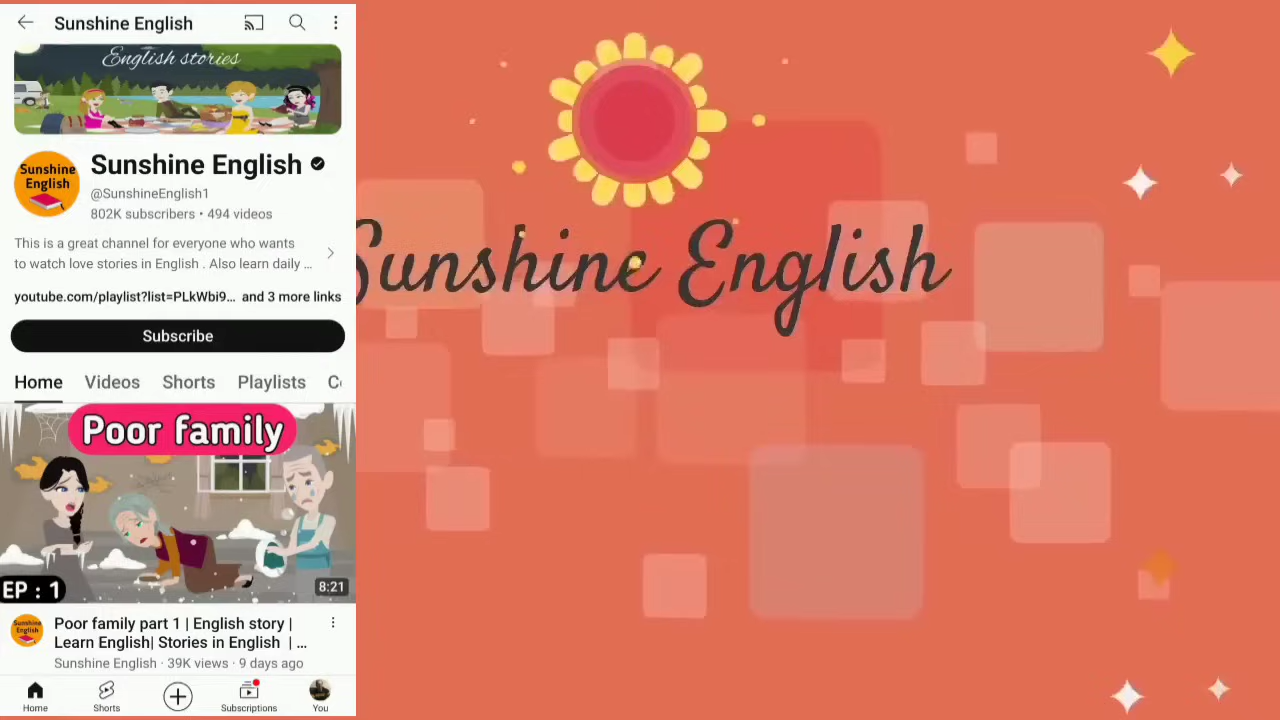 Sunshine English
English stories
Sunshine
English
Sunshine English
@SunshineEnglish1
802K subscribers • 494 videos
This is a great channel for everyone who wants
to watch love stories in English . Also learn daily ...
youtube.com/playlist?list=PLkWbi9... and 3 more links
Subscribe
Home Videos Shorts Playlists C
Poor family
EP : 1
8:21
Sunshine
English
Poor family part 1 | English story |
Learn English| Stories in English | ...
Sunshine English · 39K views · 9 days ago
Home Shorts Subscriptions You
Sunshine English